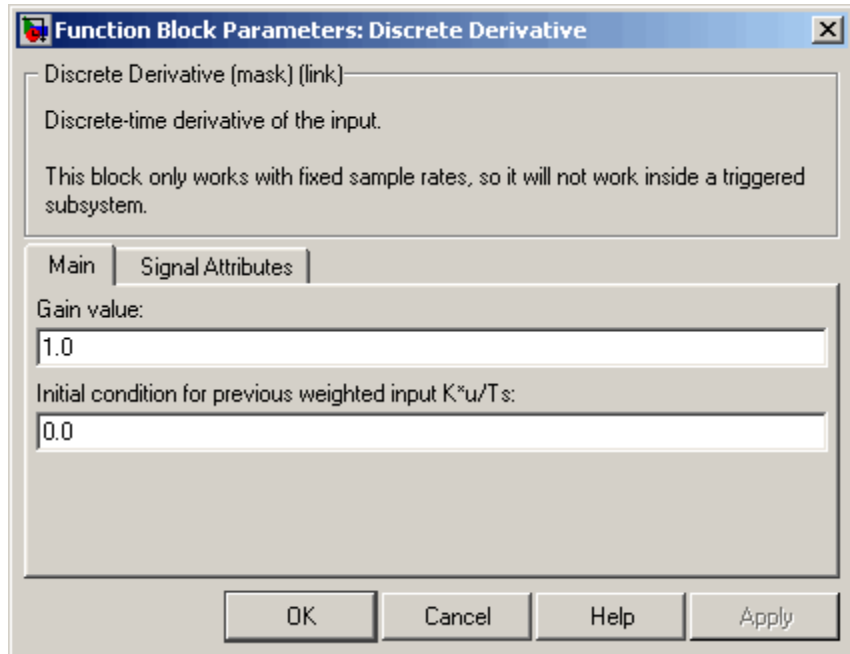 Function Block Parameters: Discrete Derivative
Discrete Derivative (mask) (link)
Discrete-time derivative of the input.
This block only works with fixed sample rates, so it will not work inside a triggered
subsystem.
Main
Signal Attributes
Gain value:
1.0
Initial condition for previous weighted input K*u/Ts:
0.0
OK
Cancel
Help
Apply